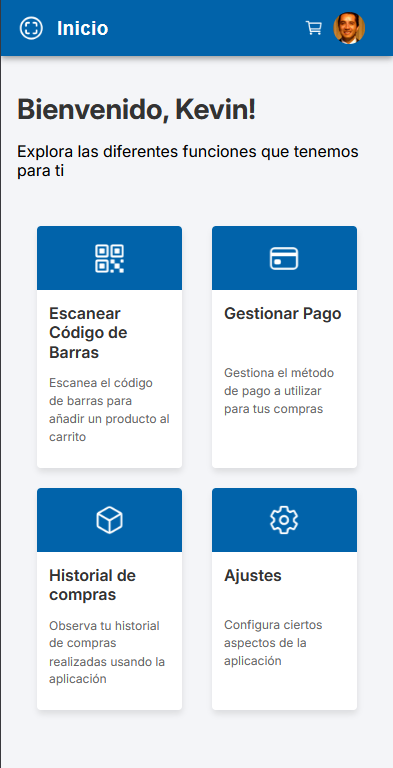 Inicio
Bienvenido, Kevin!
Explora las diferentes funciones que tenemos
para ti
Escanear
Código de
Barras
Escanea el código
de barras para
añadir un producto al
carrito
Gestionar Pago
Gestiona el método
de pago a utilizar
para tus compras
Historial de
compras
Observa tu historial
de compras
realizadas usando la
aplicación
Ajustes
Configura ciertos
aspectos de la
aplicación